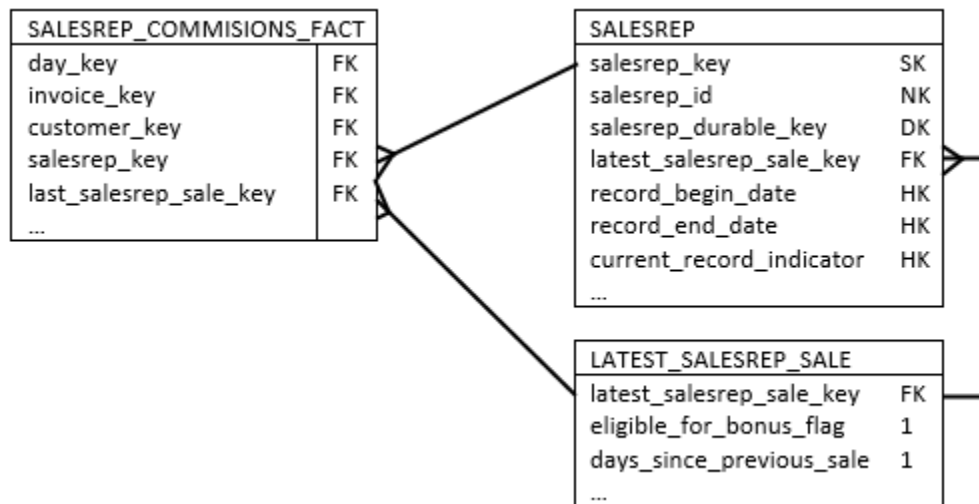 SALESREP_COMMISIONS_FACT
day_key FK
invoice_key FK
customer_key FK
salesrep_key FK
last_salesrep_sale_key FK
...
SALESREP
salesrep_key SK
salesrep_id NK
salesrep_durable_key DK
latest_salesrep_sale_key FK
record_begin_date HK
record_end_date HK
current_record_indicator HK
...
LATEST_SALESREP_SALE
latest_salesrep_sale_key FK
eligible_for_bonus_flag 1
days_since_previous_sale 1
...